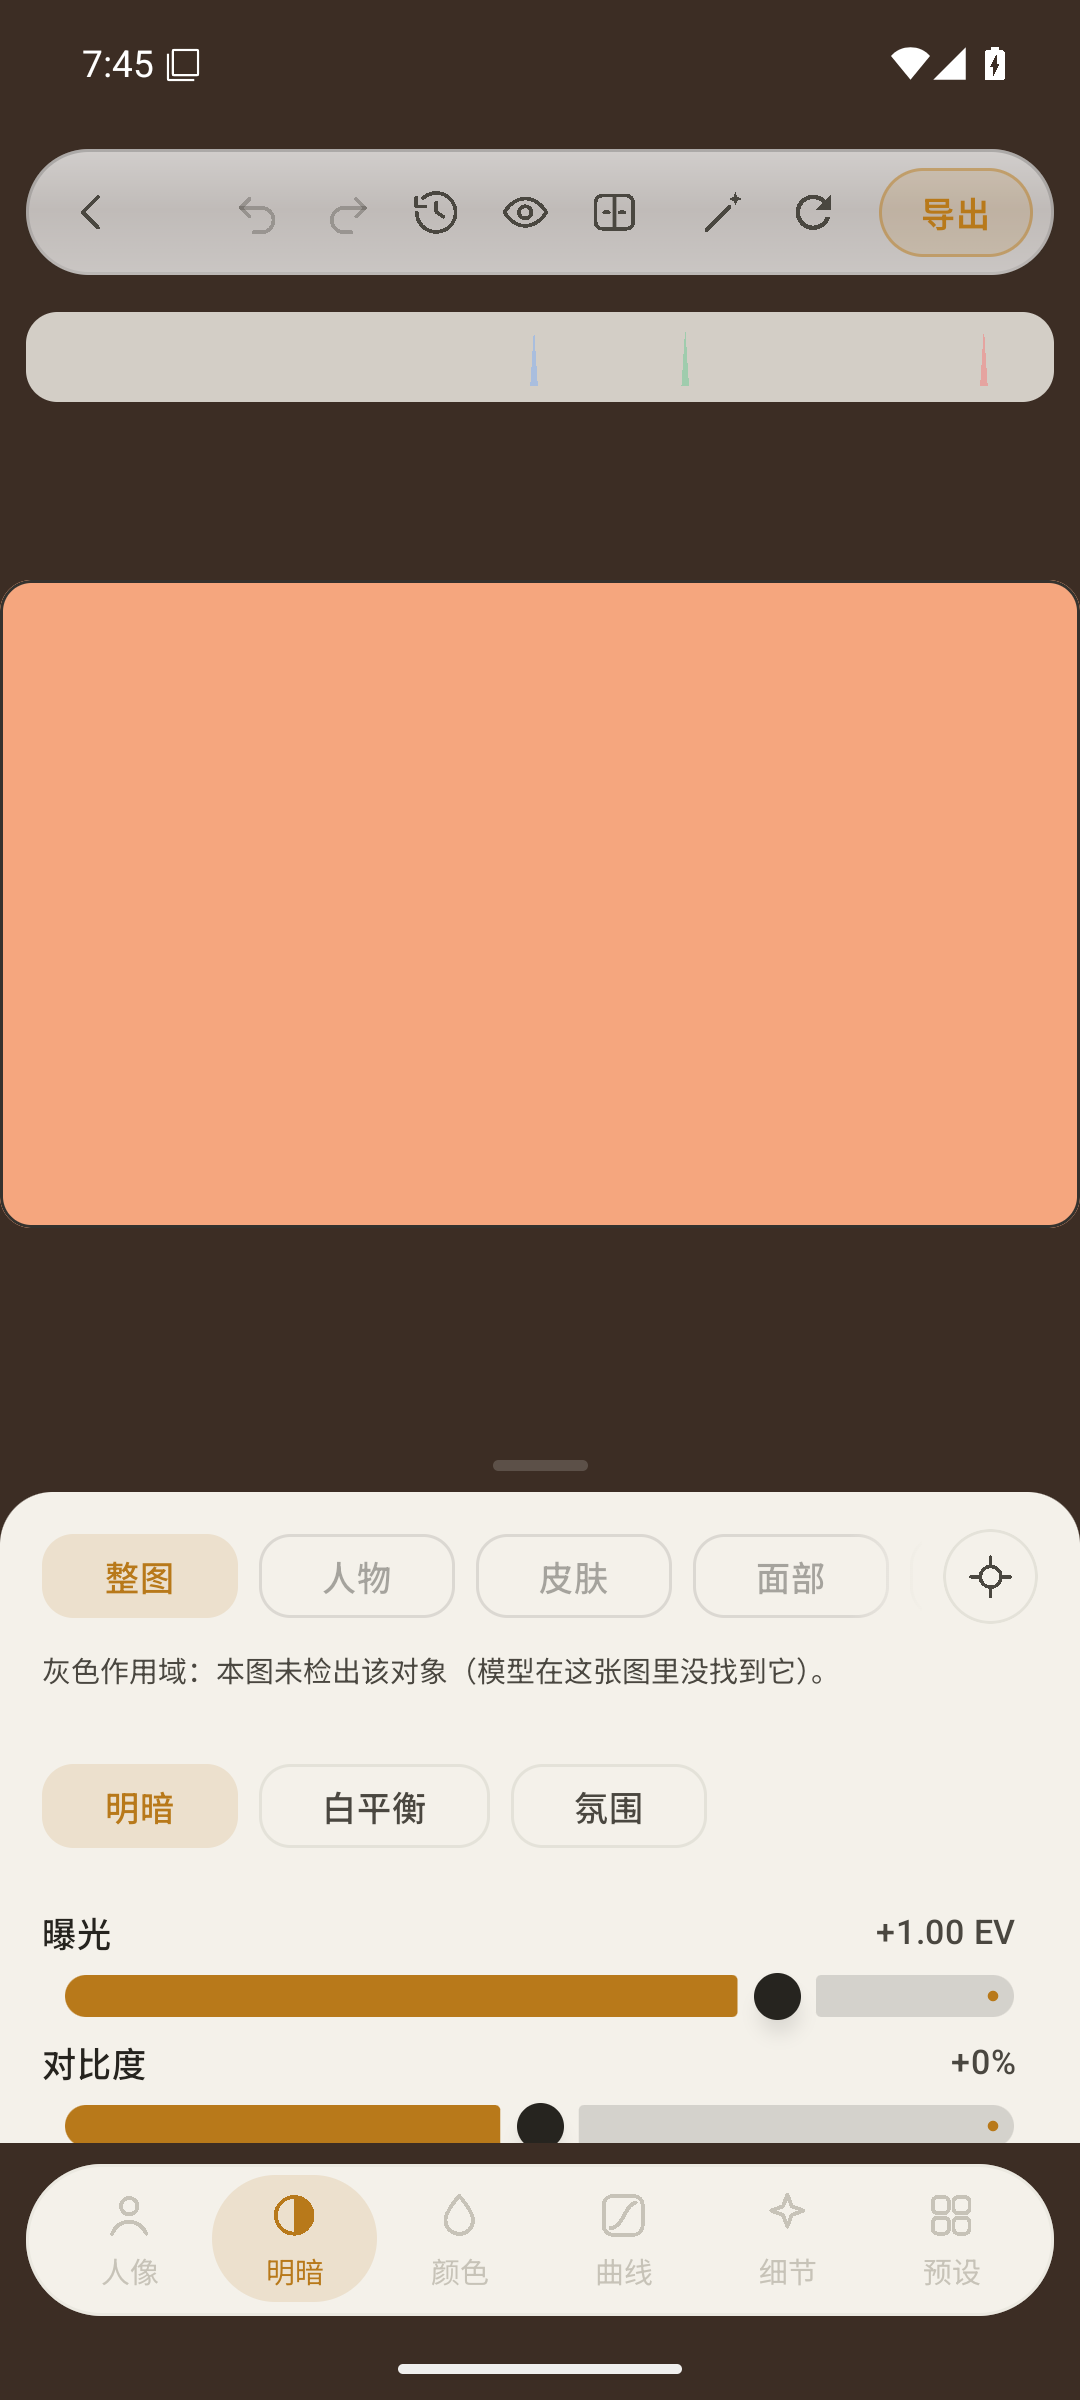 7:45
导出
整图
人物
皮肤
面部
灰色作用域：本图未检出该对象（模型在这张图里没找到它）。
明暗
白平衡
氛围
曝光
+1.00 EV
对比度
+0%
人像
明暗
颜色
曲线
细节
预设